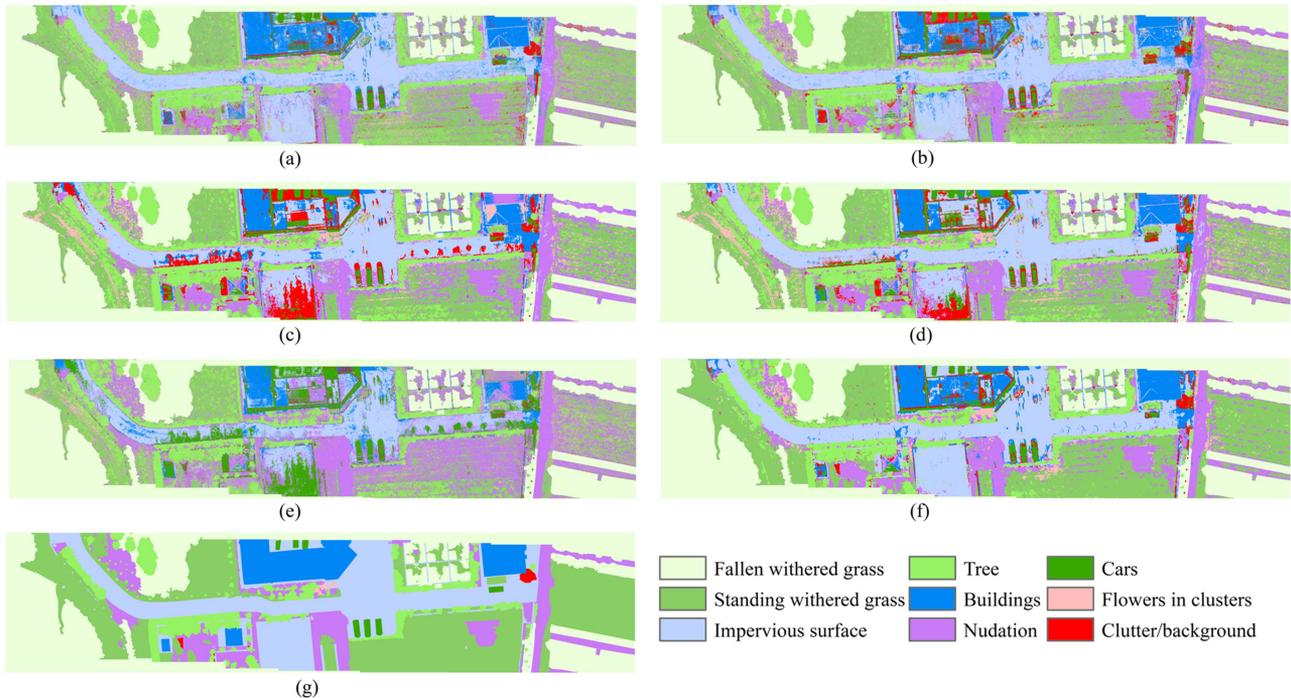 (a)
(b)
(c)
(d)
(e)
(f)
Fallen withered grass
Tree
Cars
Standing withered grass
Buildings
Flowers in clusters
Impervious surface
Nudation
Clutter/background
(g)